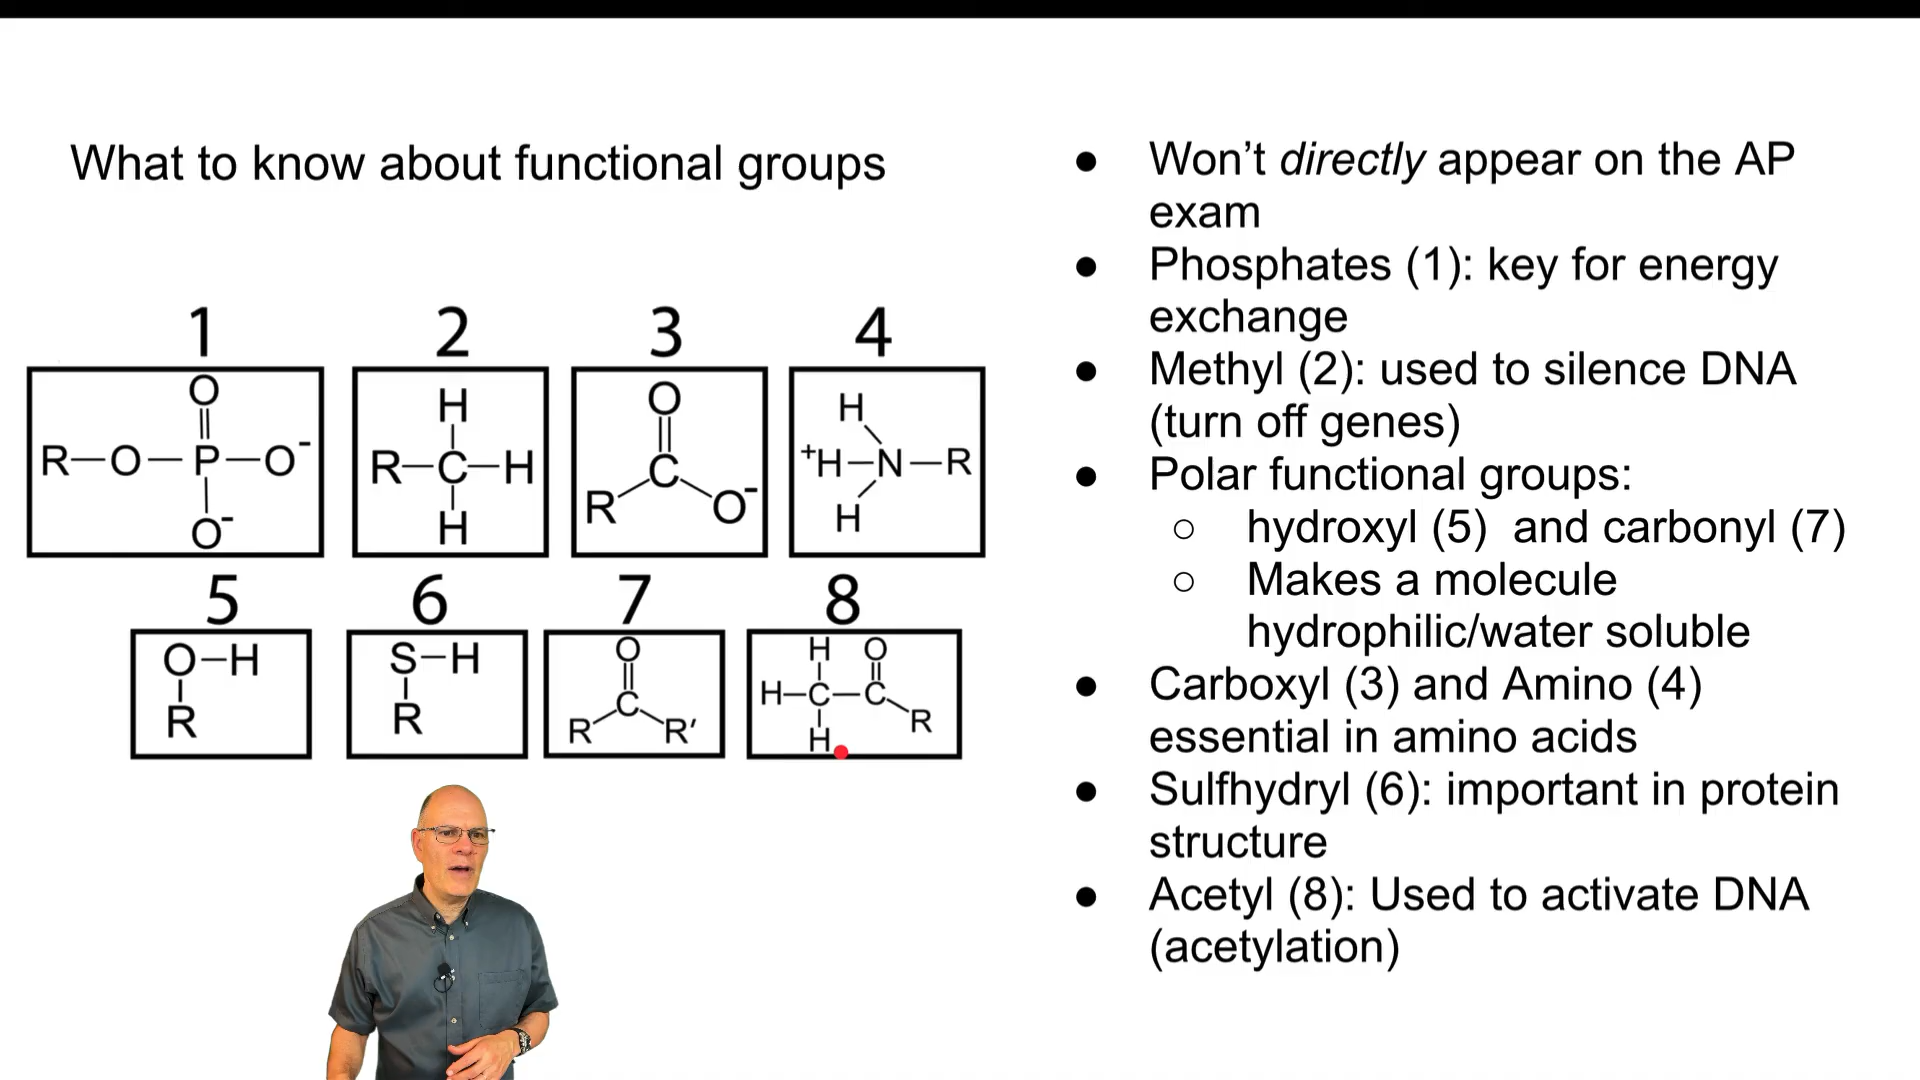 What to know about functional groups
1 2 3 4
O
R—O—P—O-
O-
H
R—C—H
H
O
C
R O-
H
+H—N—R
H
5 6 7 8
O—H
R
S—H
R
O
C
R R'
H O
H—C—C
R
H
● Won’t directly appear on the AP
exam
● Phosphates (1): key for energy
exchange
● Methyl (2): used to silence DNA
(turn off genes)
● Polar functional groups:
○ hydroxyl (5)  and carbonyl (7)
○ Makes a molecule
hydrophilic/water soluble
● Carboxyl (3) and Amino (4)
essential in amino acids
● Sulfhydryl (6): important in protein
structure
● Acetyl (8): Used to activate DNA
(acetylation)